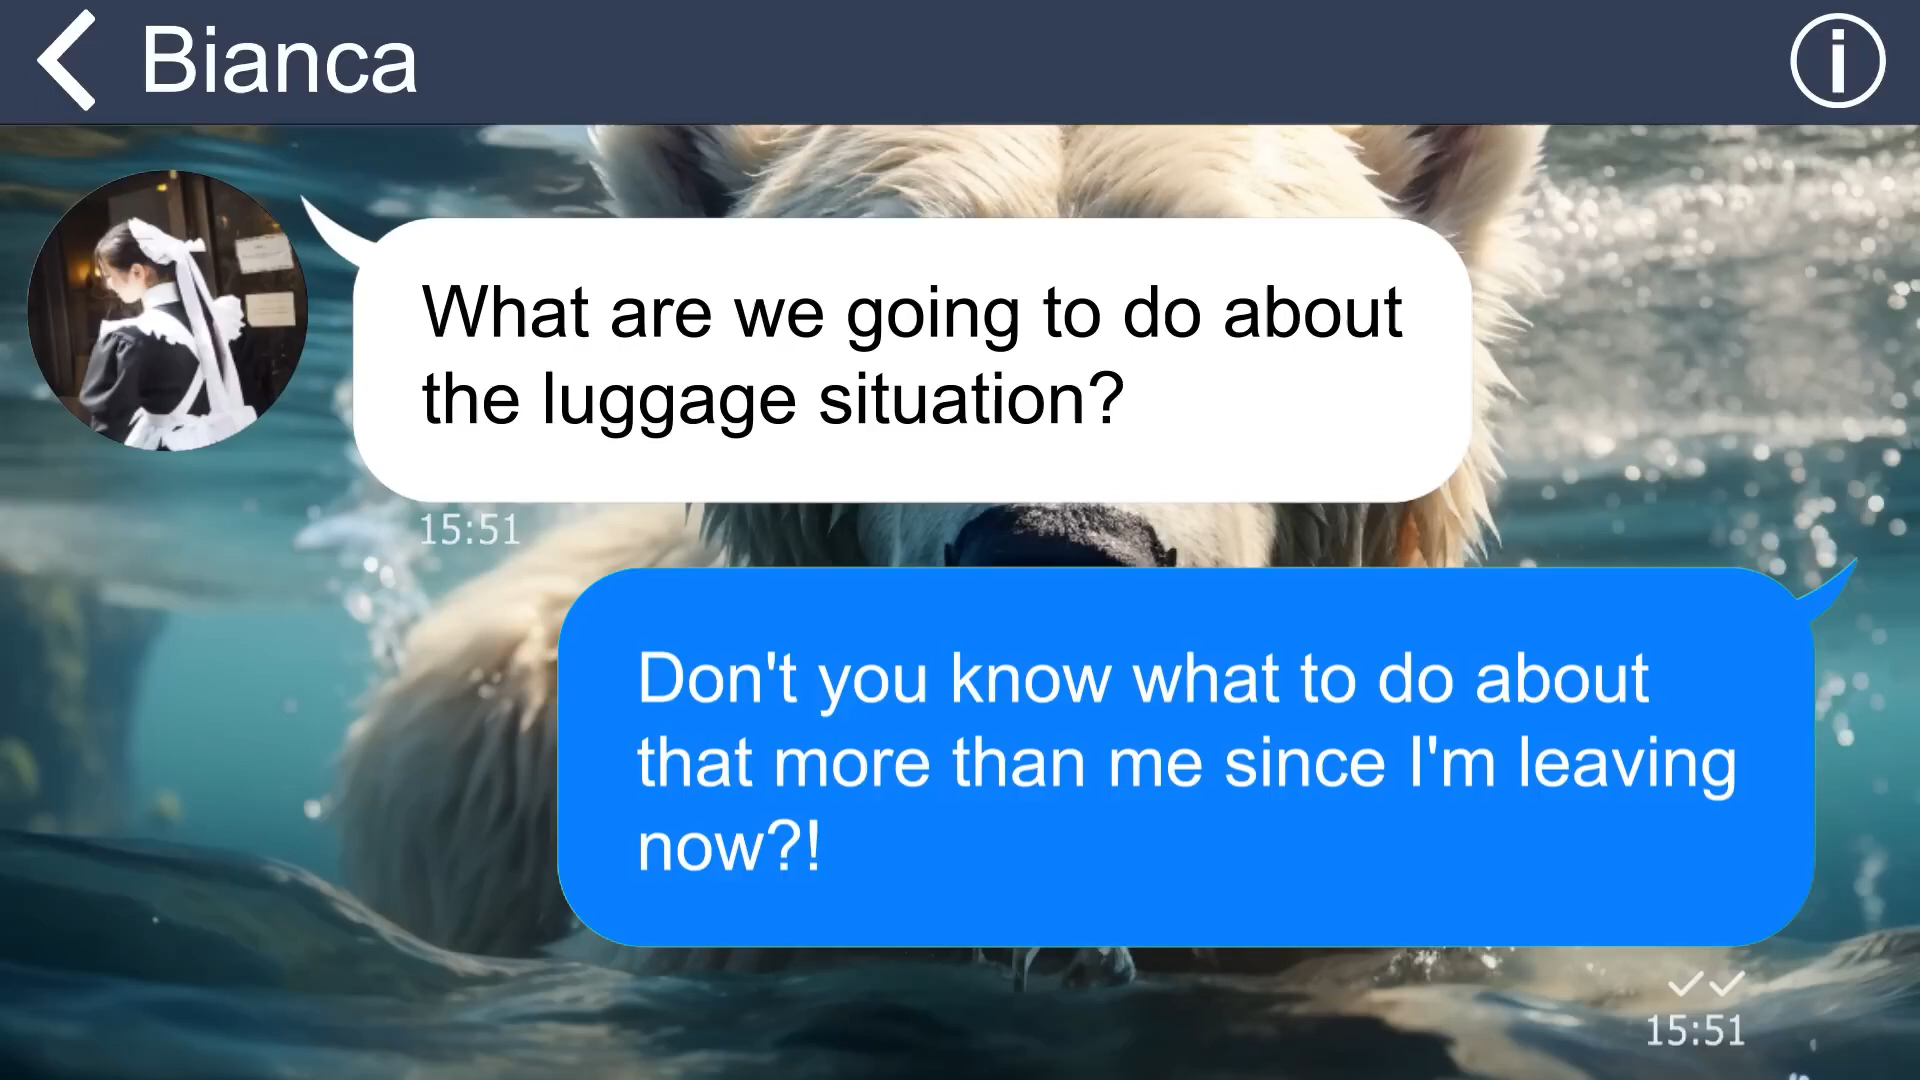 Bianca
What are we going to do about
the luggage situation?
15:51
Don't you know what to do about
that more than me since I'm leaving
now?!
15:51